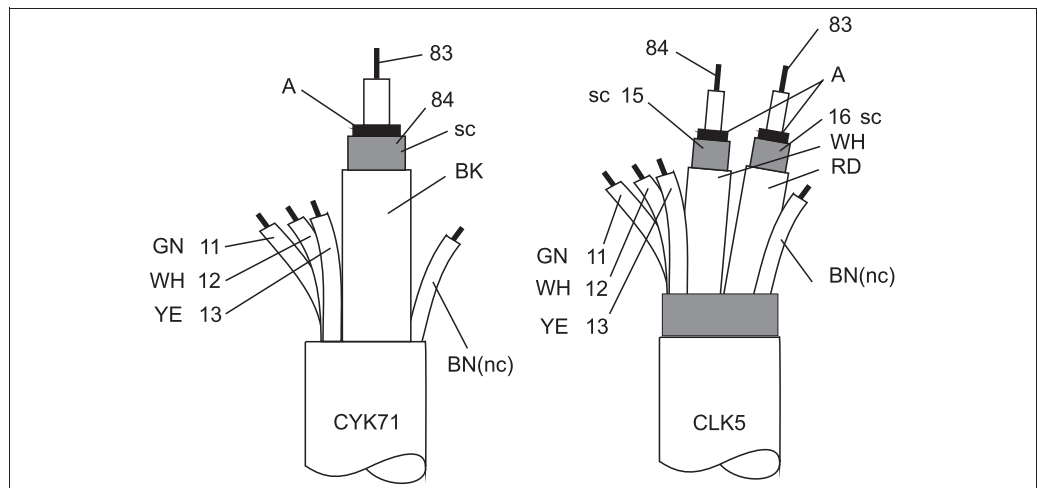 83
A
84
sc
BK
GN 11
WH 12
YE 13
BN(nc)
CYK71
83
84
A
sc 15
16 sc
WH
RD
GN 11
WH 12
YE 13
BN(nc)
CLK5